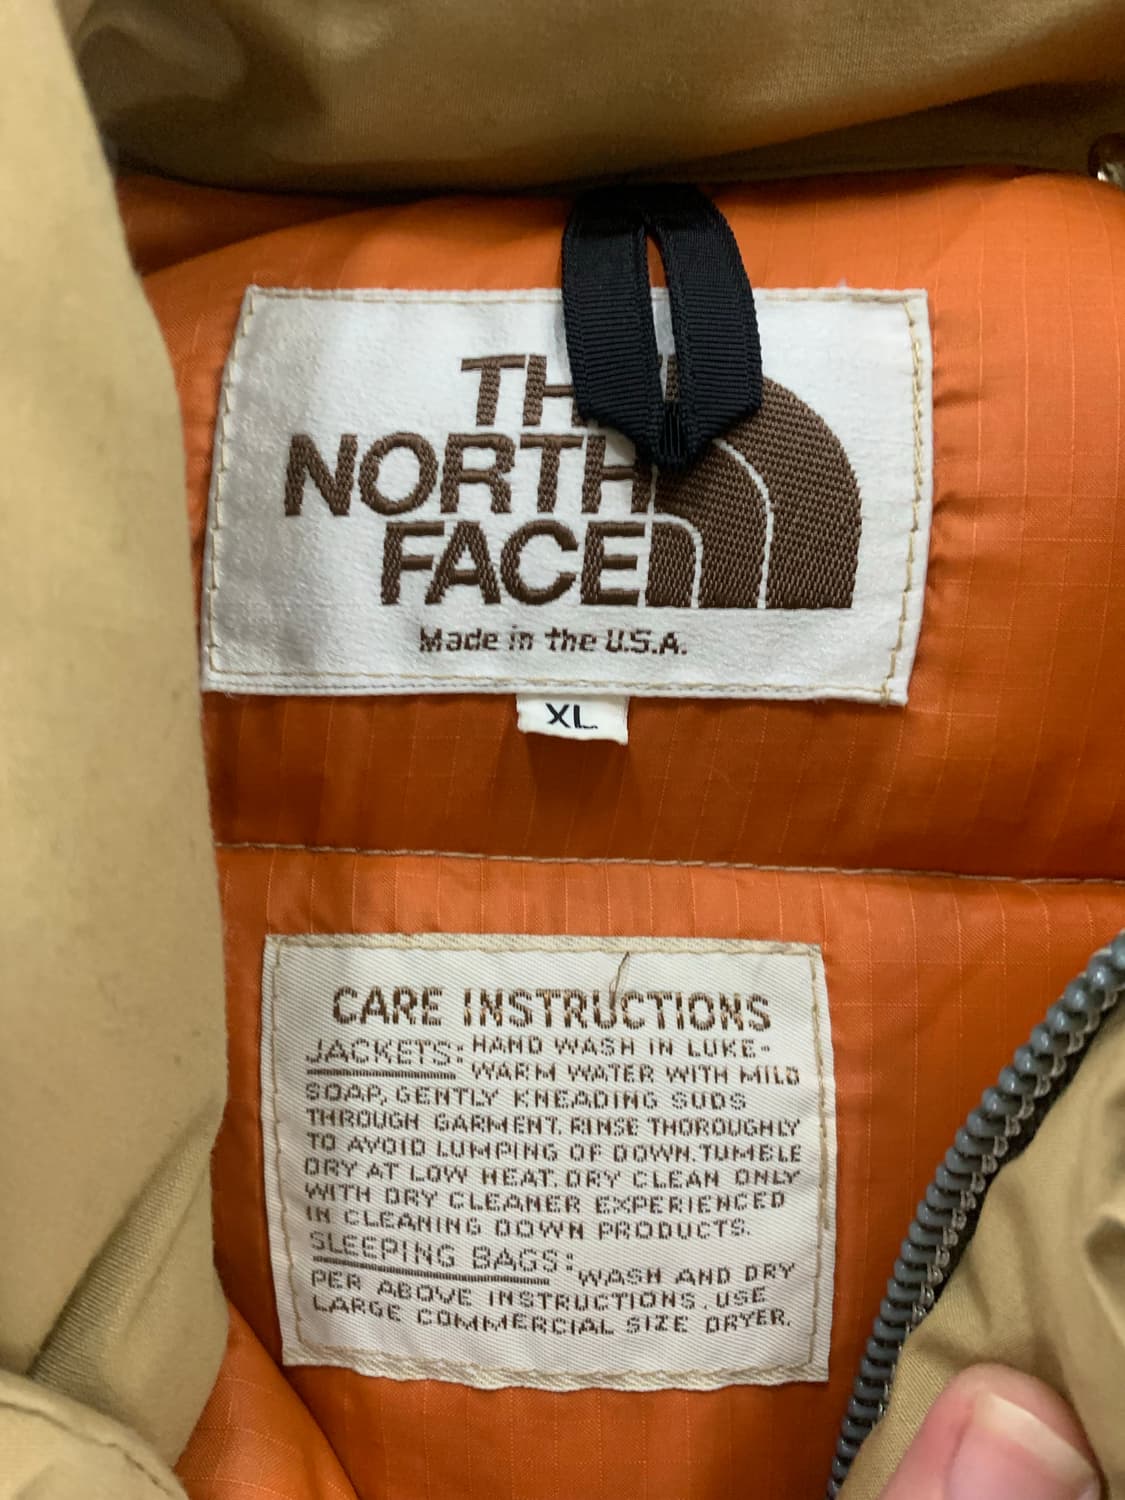 THE
NORTH
FACE
Made in the U.S.A.
XL
CARE INSTRUCTIONS
JACKETS: HAND WASH IN LUKE-
WARM WATER WITH MILD
SOAP, GENTLY KNEADING SUDS
THROUGH GARMENT. RINSE THOROUGHLY
TO AVOID LUMPING OF DOWN. TUMBLE
DRY AT LOW HEAT. DRY CLEAN ONLY
WITH DRY CLEANER EXPERIENCED
IN CLEANING DOWN PRODUCTS.
SLEEPING BAGS: WASH AND DRY
PER ABOVE INSTRUCTIONS. USE
LARGE COMMERCIAL SIZE DRYER.